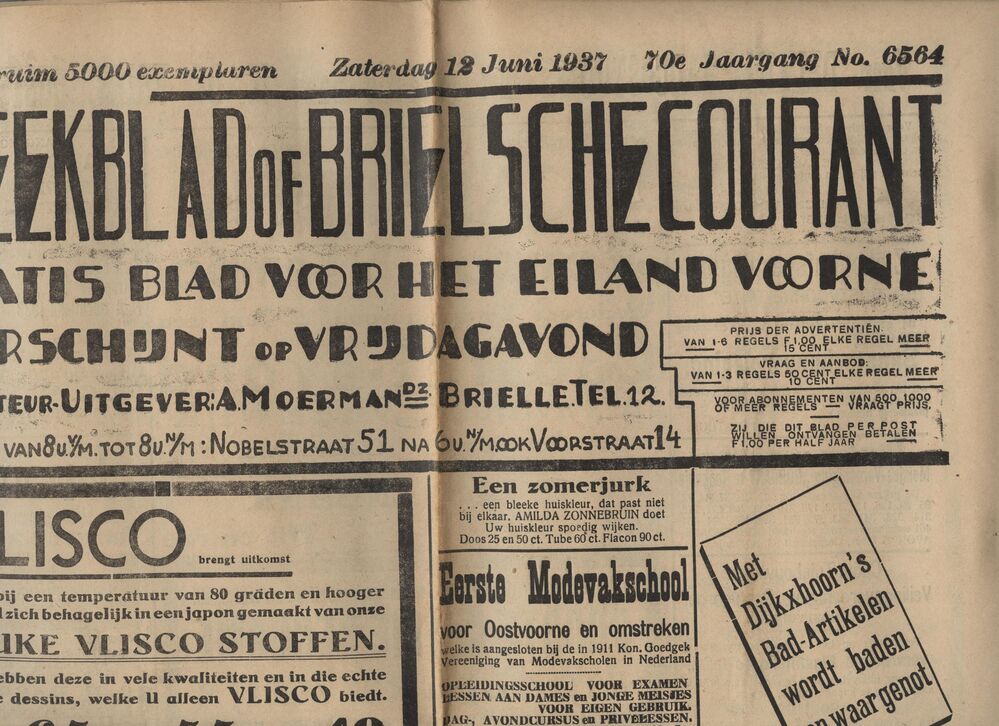 ruim 5000 exemplaren Zaterdag 12 Juni 1937 70e Jaargang No. 6564
EEKBLAD OF BRIELSCHE COURANT
ATIS BLAD VOOR HET EILAND VOORNE
RSCHIJNT OP VRIJDAGAVOND
TEUR-UITGEVER: A. MOERMAN DZ. BRIELLE. TEL. 12.
VAN 8 U. V/M. TOT 8 U. N/M: NOBELSTRAAT 51 NA 6 U. N/M. OOK VOORSTRAAT 14
PRIJS DER ADVERTENTIËN.
VAN 1-6 REGELS F 1.00 ELKE REGEL MEER
15 CENT
VRAAG EN AANBOD:
VAN 1-3 REGELS 50 CENT ELKE REGEL MEER
10 CENT
VOOR ABONNEMENTEN VAN 500, 1000
OF MEER REGELS — VRAAGT PRIJS.
ZIJ DIE DIT BLAD PER POST
WILLEN ONTVANGEN BETALEN
F 1.00 PER HALF JAAR
LISCO
brengt uitkomst
bij een temperatuur van 80 graden en hooger
l zich behagelijk in een japon gemaakt van onze
IJKE VLISCO STOFFEN.
ebben deze in vele kwaliteiten en in die echte
e dessins, welke U alleen VLISCO biedt.
Een zomerjurk
. . . een bleeke huiskleur, dat past niet
bij elkaar. AMILDA ZONNEBRUIN doet
Uw huiskleur spoedig wijken.
Doos 25 en 50 ct. Tube 60 ct. Flacon 90 ct.
Eerste Modevakschool
voor Oostvoorne en omstreken
welke is aangesloten bij de in 1911 Kon. Goedgek
Vereeniging van Modevakscholen in Nederland
OPLEIDINGSSCHOOL VOOR EXAMEN
LESSEN AAN DAMES en JONGE MEISJES
VOOR EIGEN GEBRUIK.
DAG-, AVONDCURSUS en PRIVÉLESSEN.
Met
Dijkxhoorn's
Bad-Artikelen
wordt baden
waar genot